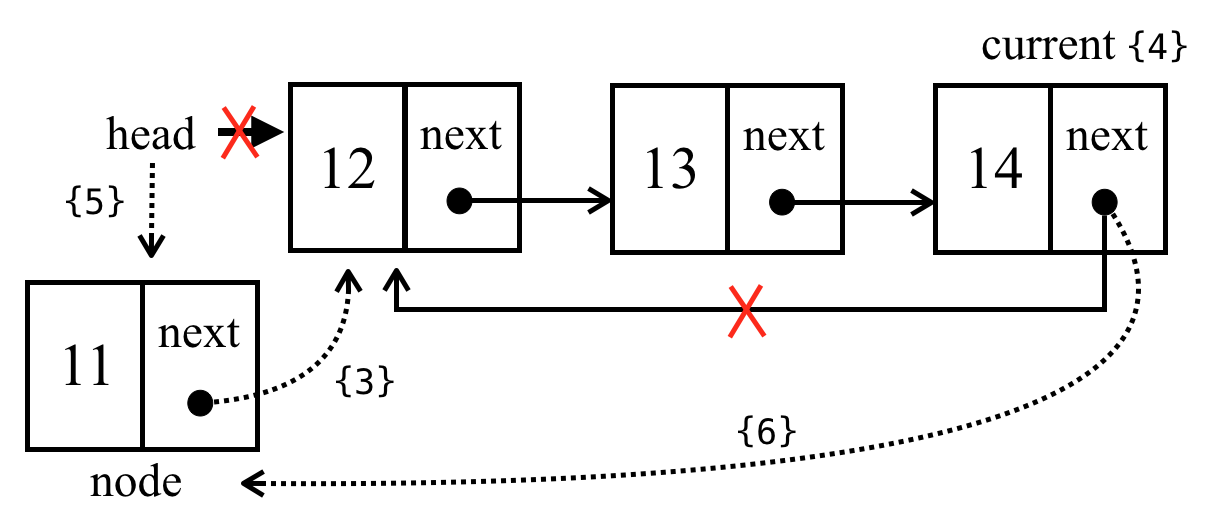 current {4}
head
12
next
13
next
14
next
{5}
11
next
{3}
{6}
node